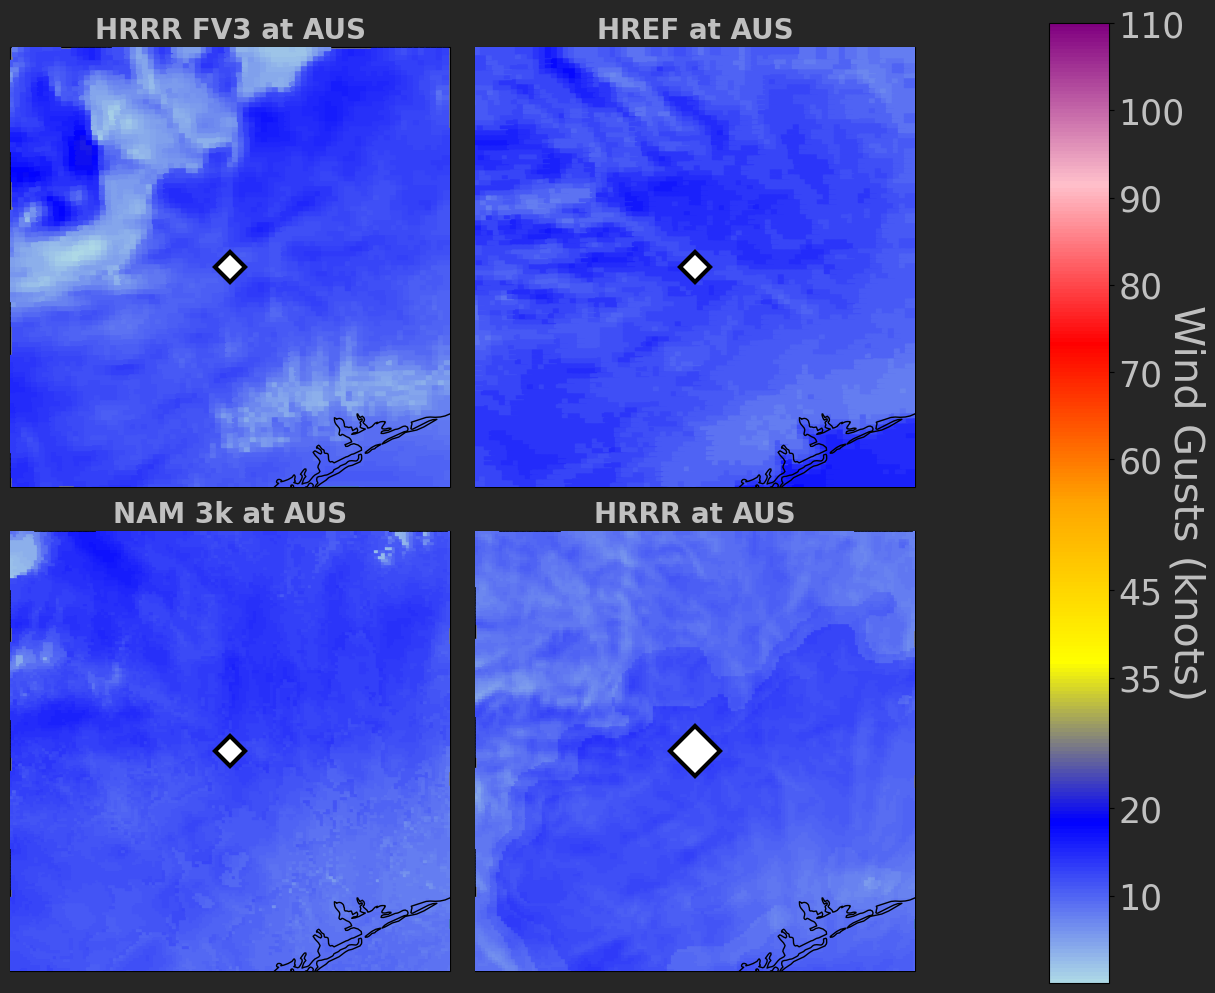 HRRR FV3 at AUS
HREF at AUS
NAM 3k at AUS
HRRR at AUS
110
100
90
80
70
60
45
35
20
10
Wind Gusts (knots)